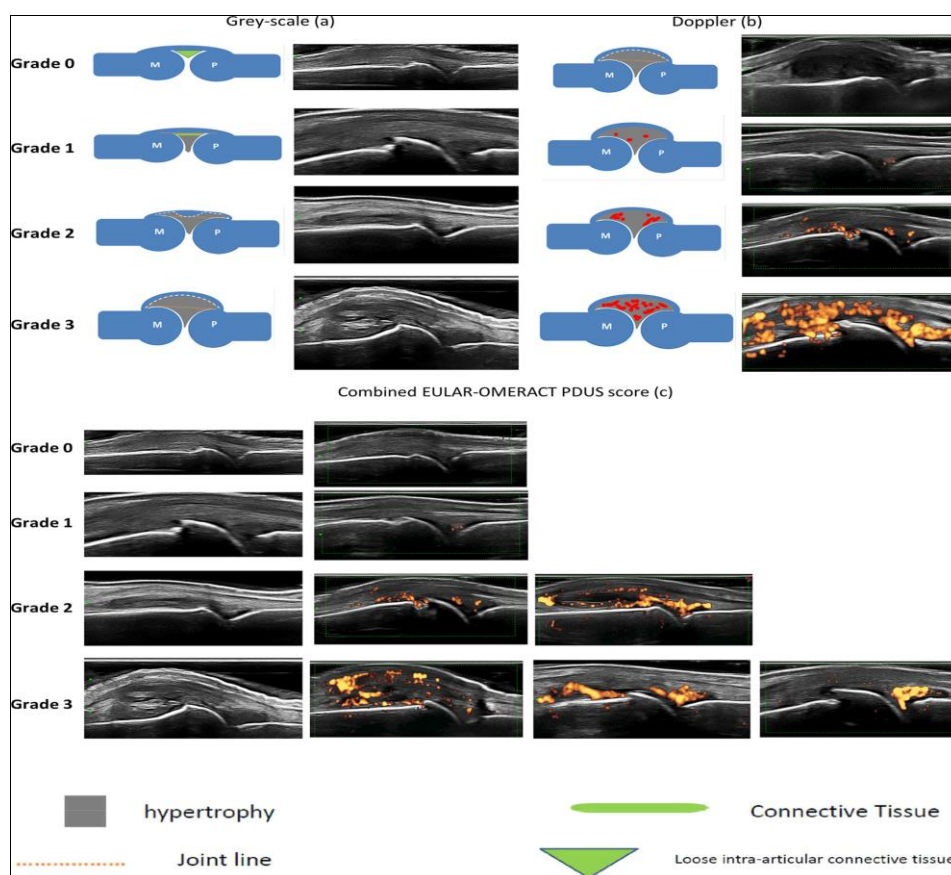 Grey-scale (a) Doppler (b)
Grade 0 M P
Grade 1 M P M P
Grade 2 M P M P
Grade 3 M P M P
Combined EULAR-OMERACT PDUS score (c)
Grade 0
Grade 1
Grade 2
Grade 3
hypertrophy Connective Tissue
Joint line Loose intra-articular connective tissue